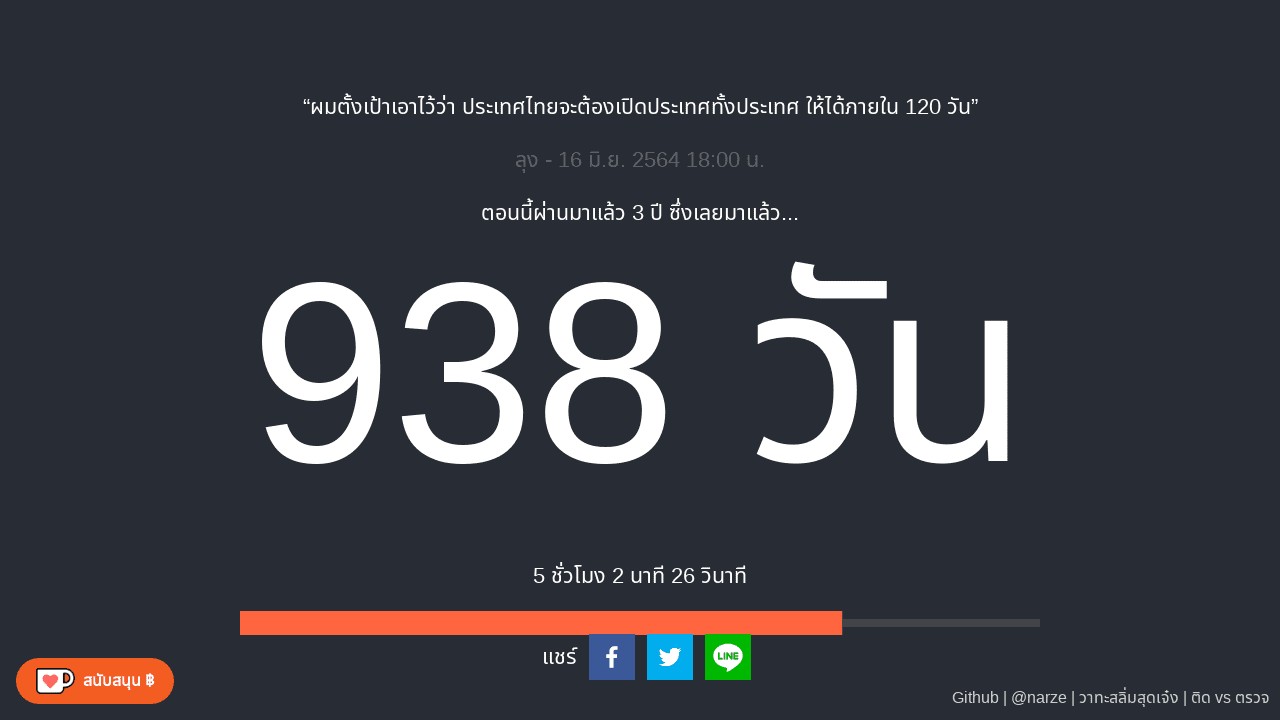 “ผมตั้งเป้าเอาไว้ว่า ประเทศไทยจะต้องเปิดประเทศทั้งประเทศ ให้ได้ภายใน 120 วัน”
ลุง - 16 มิ.ย. 2564 18:00 น.
ตอนนี้ผ่านมาแล้ว 3 ปี ซึ่งเลยมาแล้ว...
938 วัน
5 ชั่วโมง 2 นาที 26 วินาที
แชร์
LINE
สนับสนุน ฿
Github | @narze | วาทะสลิ่มสุดเจ๋ง | ติด vs ตรวจ